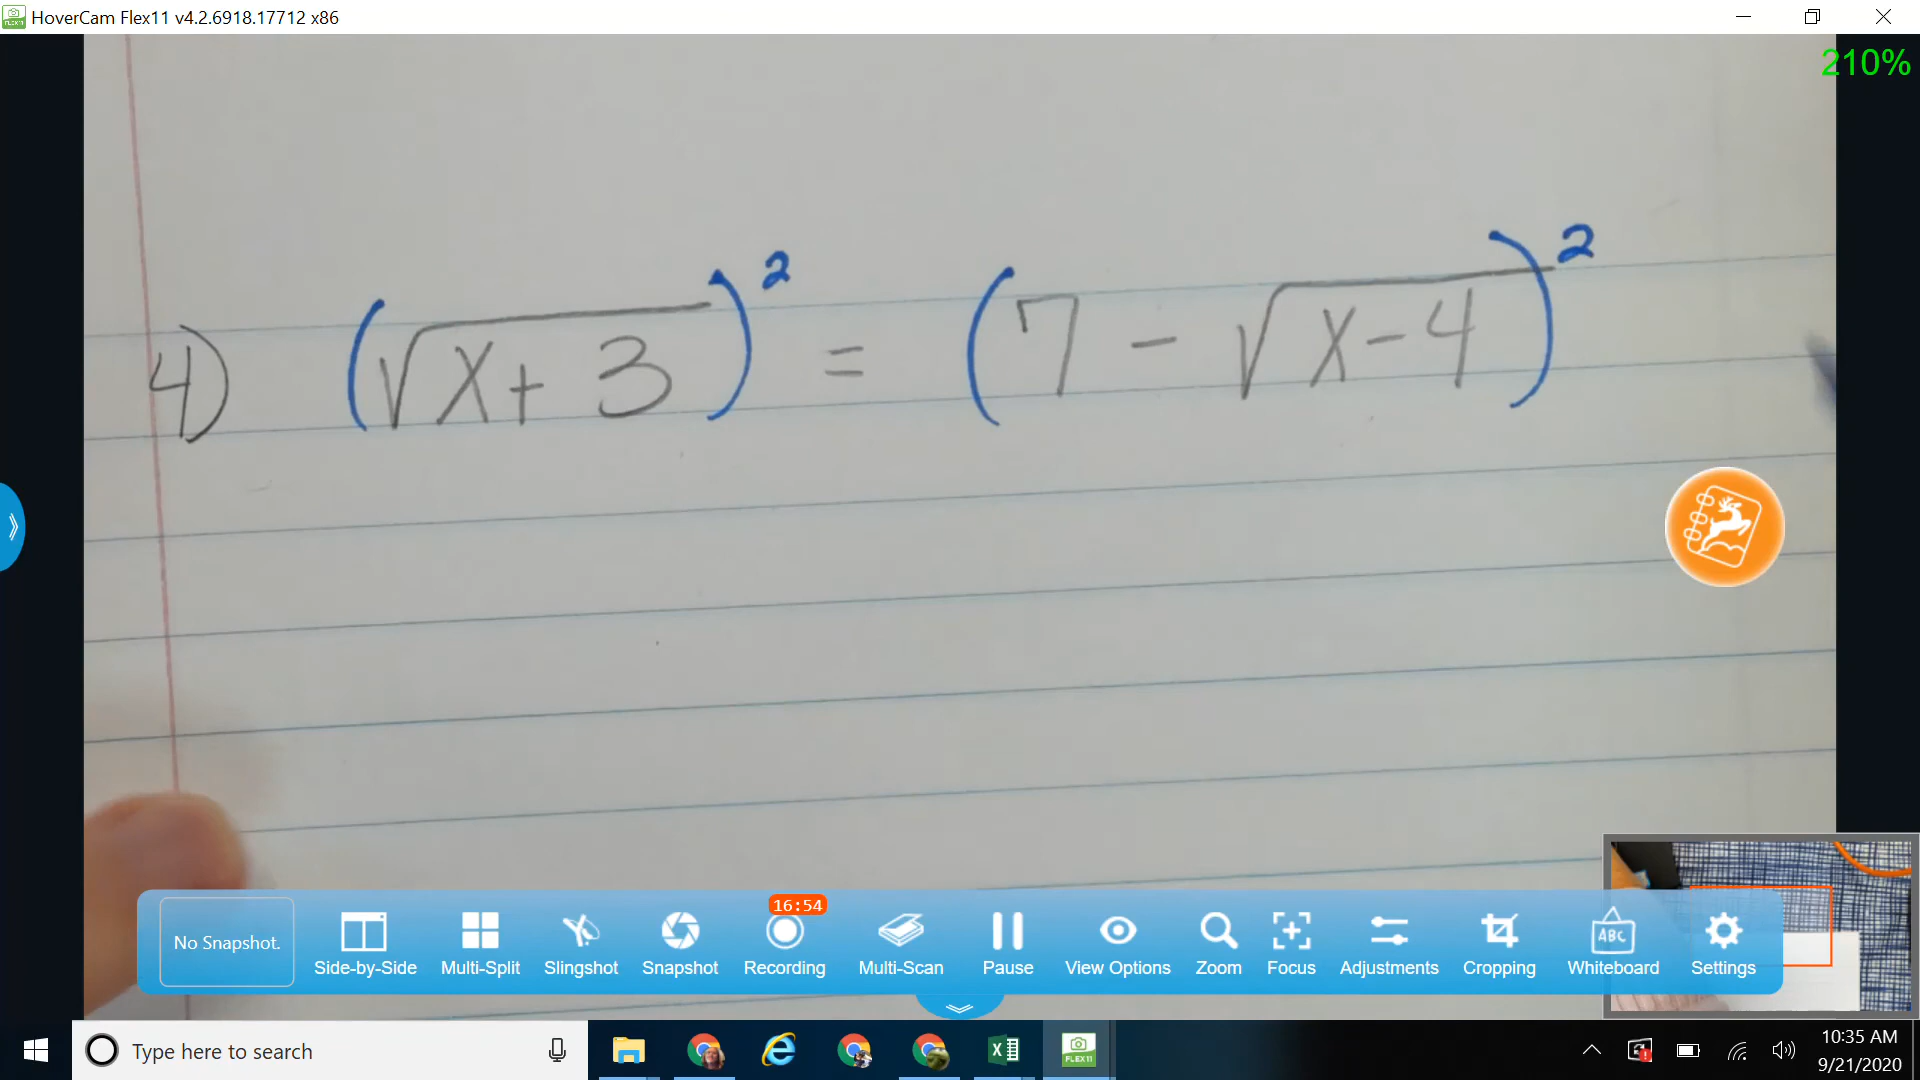 HoverCam Flex11 v4.2.6918.17712 x86
210%
4) (√x+3)² = (7 - √x-4)²
16:54
No Snapshot.
Side-by-Side Multi-Split Slingshot Snapshot Recording Multi-Scan Pause View Options Zoom Focus Adjustments Cropping Whiteboard Settings
ABC
Type here to search
FLEX11
10:35 AM
9/21/2020